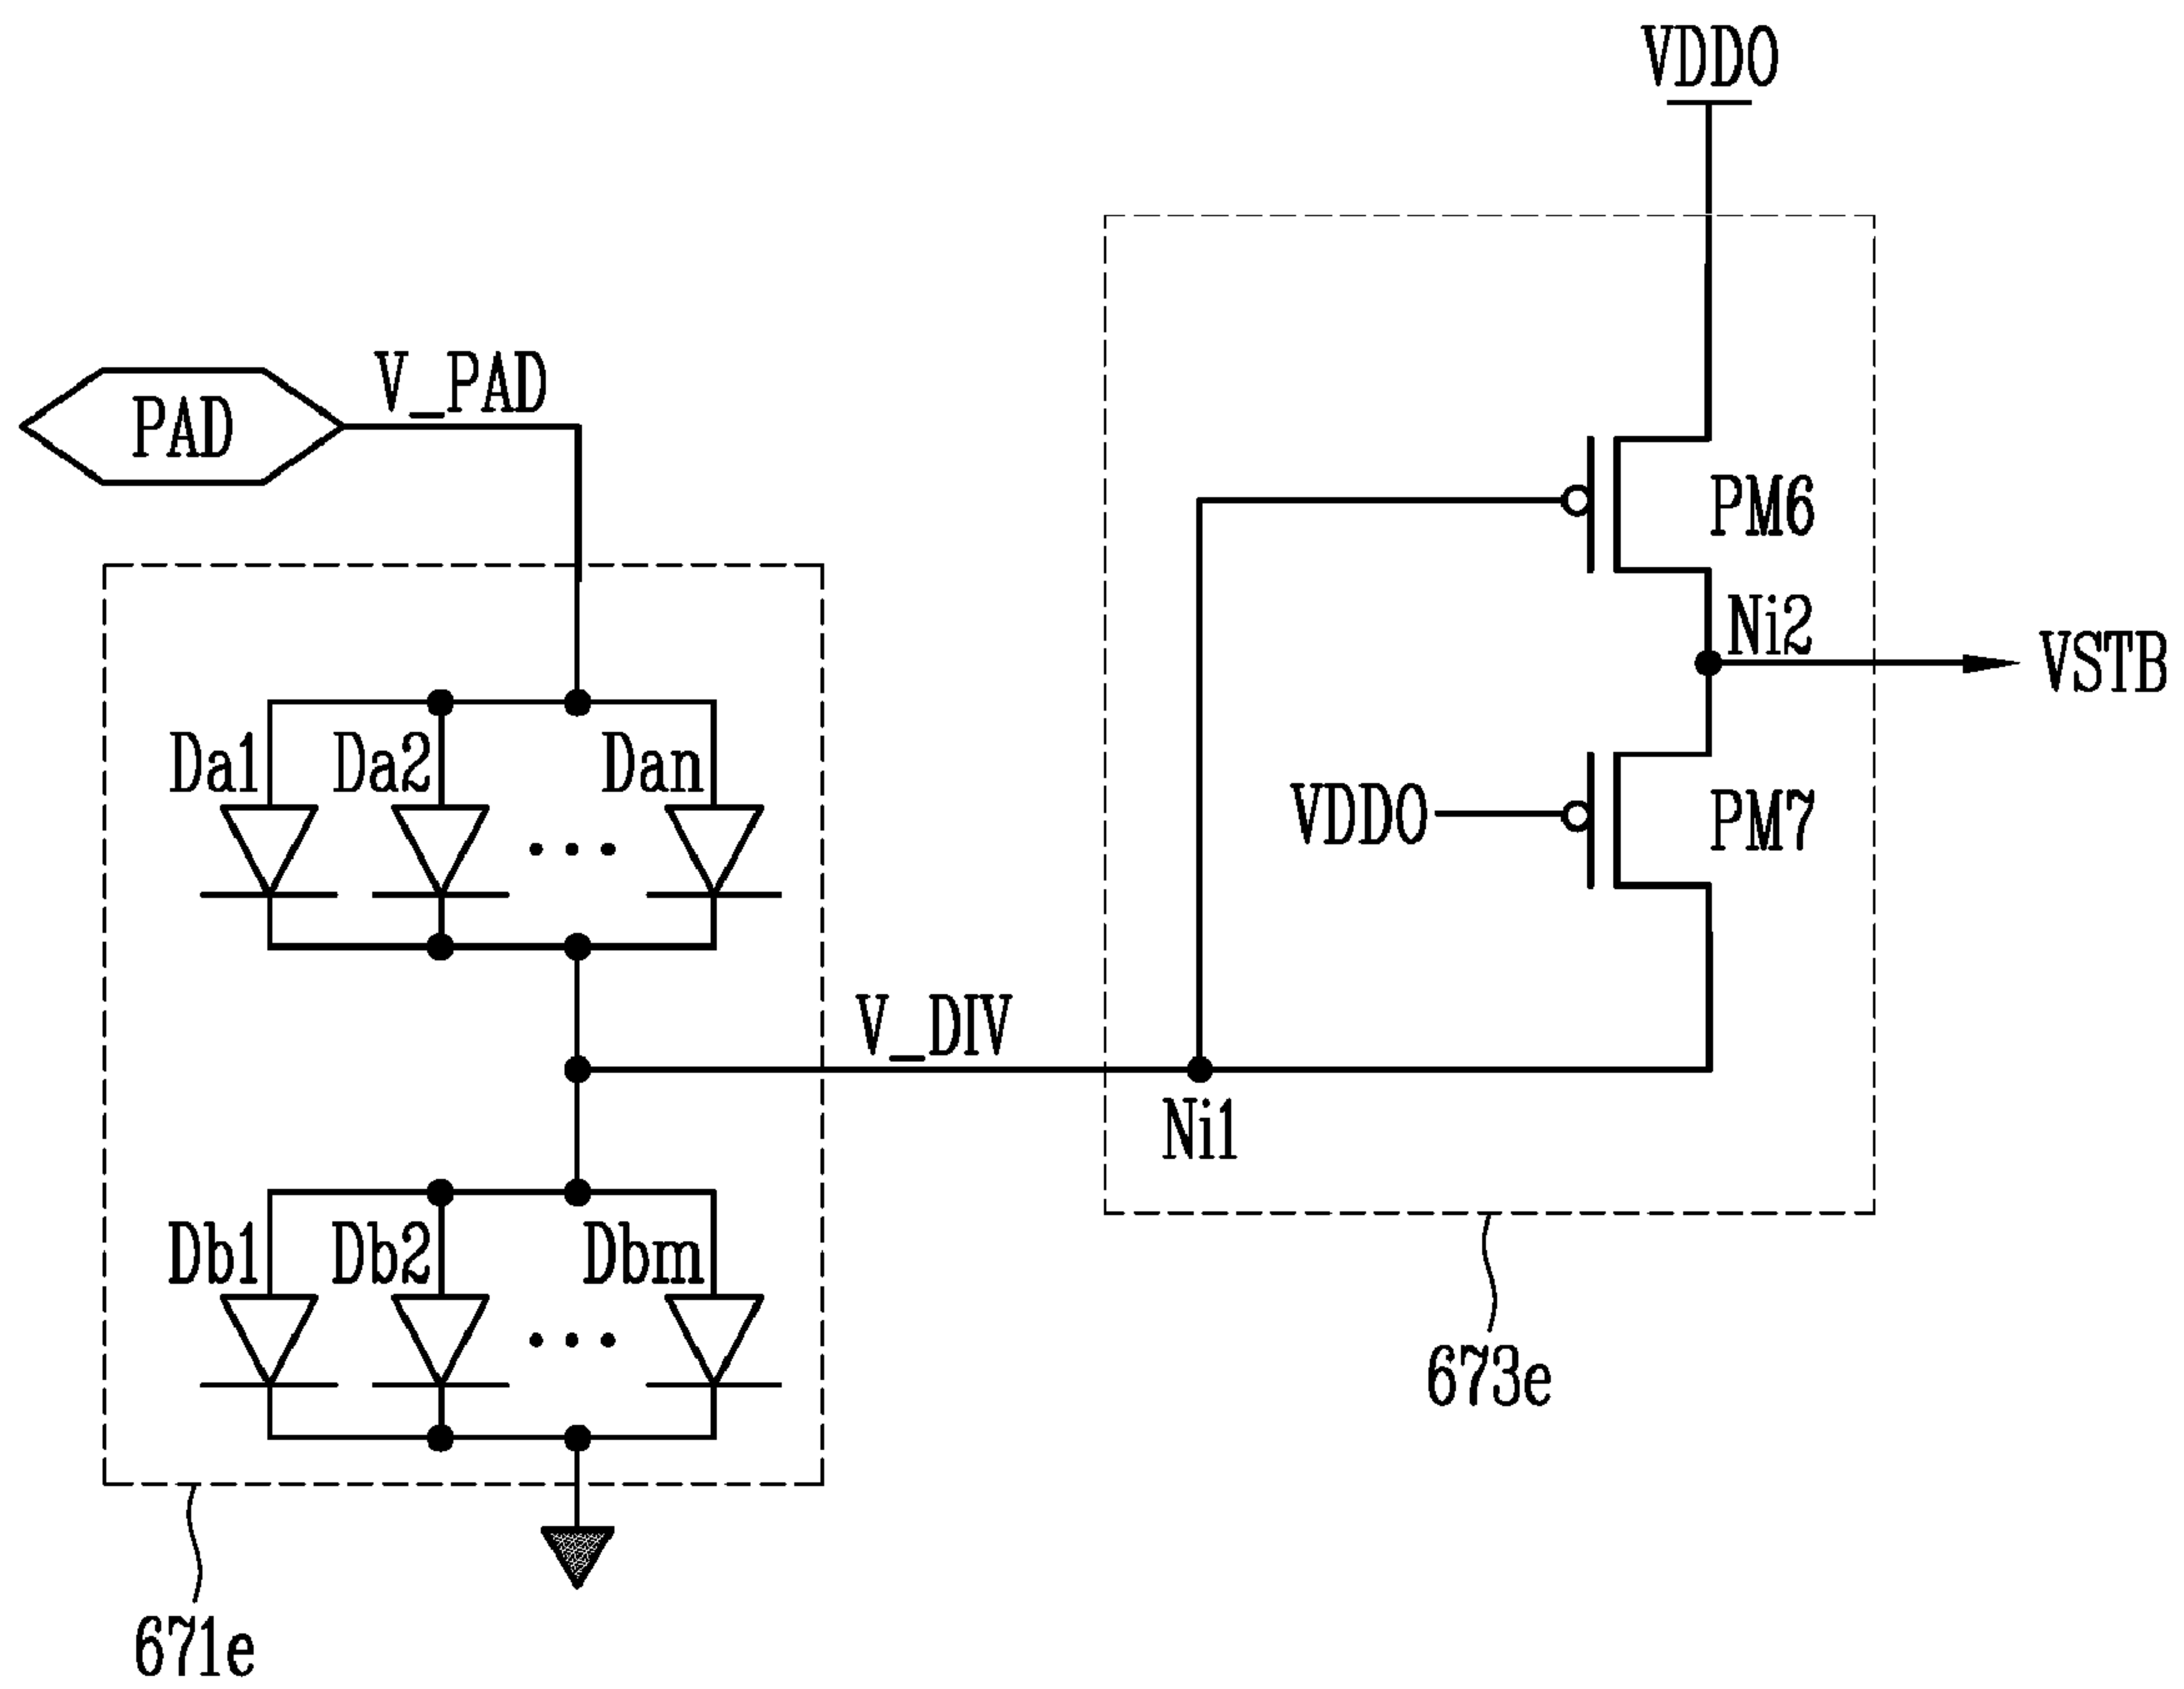 VDDO
V_PAD
PAD
PM6
Ni2
VSTB
Da1
Da2
Dan
VDDO
PM7
V_DIV
Ni1
Db1
Db2
Dbm
673e
671e